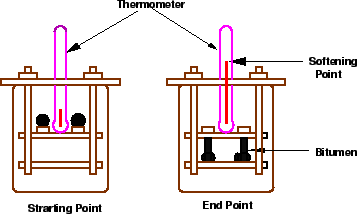 Thermometer
Softening
Point
Bitumen
Strarting Point
End Point